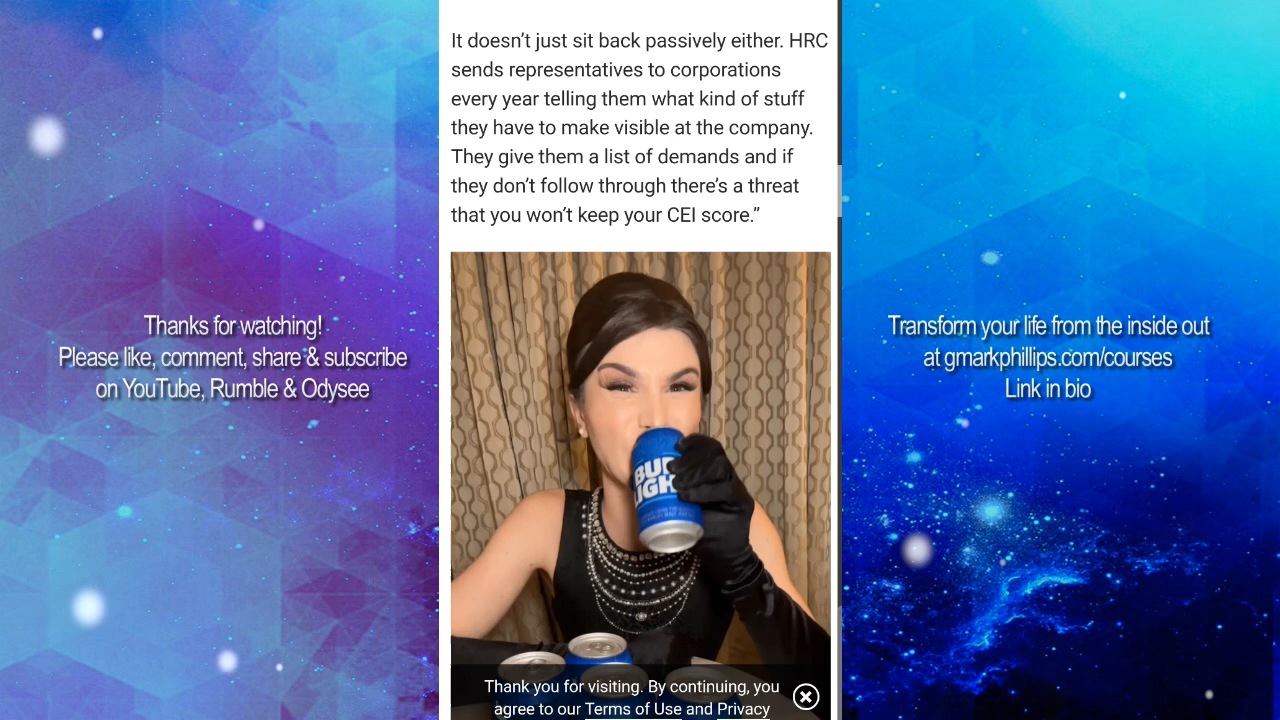 It doesn’t just sit back passively either. HRC
sends representatives to corporations
every year telling them what kind of stuff
they have to make visible at the company.
They give them a list of demands and if
they don’t follow through there’s a threat
that you won’t keep your CEI score.”
Thanks for watching!
Please like, comment, share & subscribe
on YouTube, Rumble & Odysee
Transform your life from the inside out
at gmarkphillips.com/courses
Link in bio
BUD
LIGHT
Thank you for visiting. By continuing, you
agree to our Terms of Use and Privacy